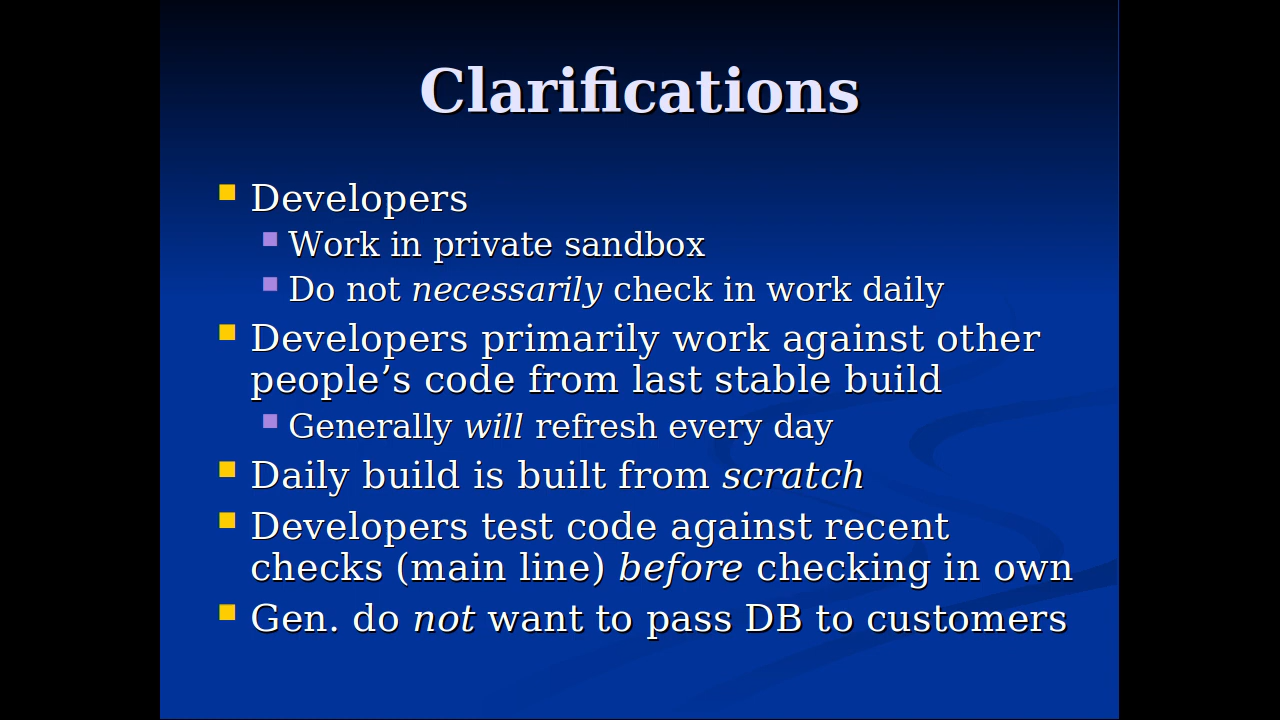 Clarifications
Developers
Work in private sandbox
Do not necessarily check in work daily
Developers primarily work against other
people’s code from last stable build
Generally will refresh every day
Daily build is built from scratch
Developers test code against recent
checks (main line) before checking in own
Gen. do not want to pass DB to customers